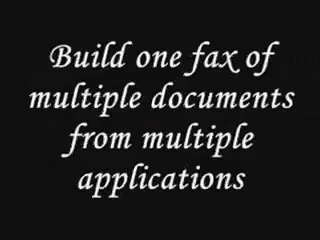 Build one fax of
multiple documents
from multiple
applications